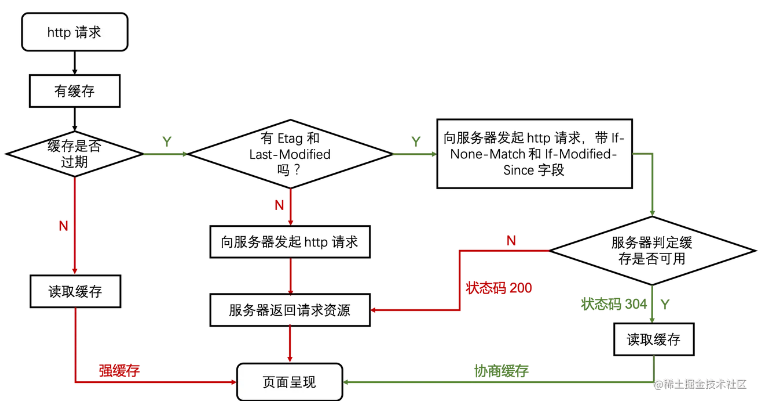 http 请求
有缓存
缓存是否
过期
Y
有 Etag 和
Last-Modified
吗？
Y
向服务器发起 http 请求，带 If-
None-Match 和 If-Modified-
Since 字段
N
N
向服务器发起 http 请求
N
服务器判定缓
存是否可用
读取缓存
服务器返回请求资源
状态码 200
状态码 304
Y
读取缓存
强缓存
页面呈现
协商缓存
@稀土掘金技术社区